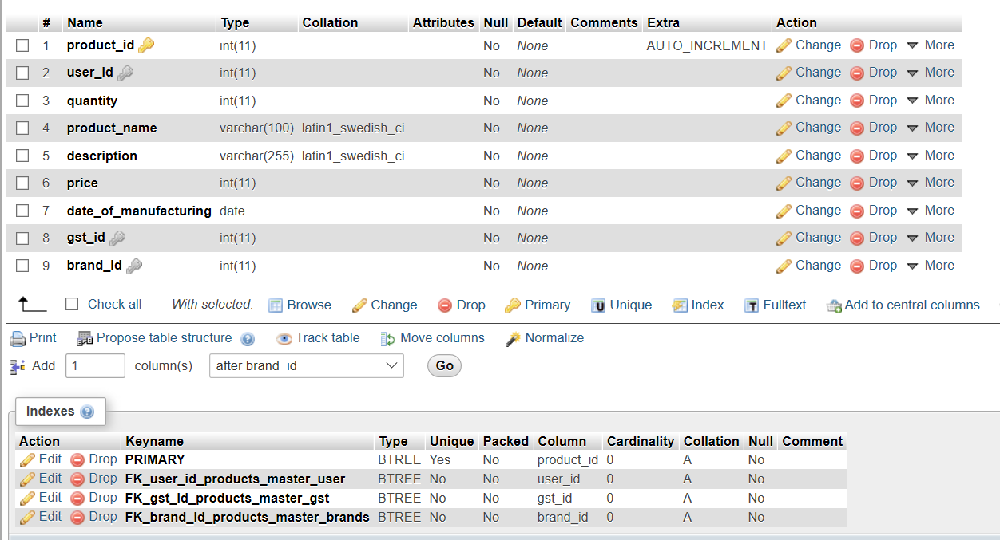 # Name Type Collation Attributes Null Default Comments Extra Action
1 product_id int(11) No None AUTO_INCREMENT Change Drop More
2 user_id int(11) No None Change Drop More
3 quantity int(11) No None Change Drop More
4 product_name varchar(100) latin1_swedish_ci No None Change Drop More
5 description varchar(255) latin1_swedish_ci No None Change Drop More
6 price int(11) No None Change Drop More
7 date_of_manufacturing date No None Change Drop More
8 gst_id int(11) No None Change Drop More
9 brand_id int(11) No None Change Drop More
Check all With selected: Browse Change Drop Primary Unique Index Fulltext Add to central columns
Print Propose table structure Track table Move columns Normalize
Add 1 column(s) after brand_id Go
Indexes
Action Keyname Type Unique Packed Column Cardinality Collation Null Comment
Edit Drop PRIMARY BTREE Yes No product_id 0 A No
Edit Drop FK_user_id_products_master_user BTREE No No user_id 0 A No
Edit Drop FK_gst_id_products_master_gst BTREE No No gst_id 0 A No
Edit Drop FK_brand_id_products_master_brands BTREE No No brand_id 0 A No